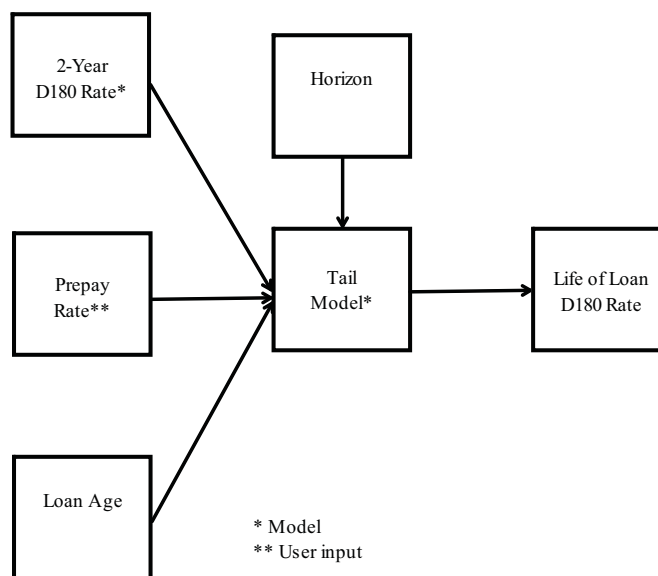 2-Year
D180 Rate*
Horizon
Prepay
Rate**
Tail
Model*
Life of Loan
D180 Rate
Loan Age
* Model
** User input